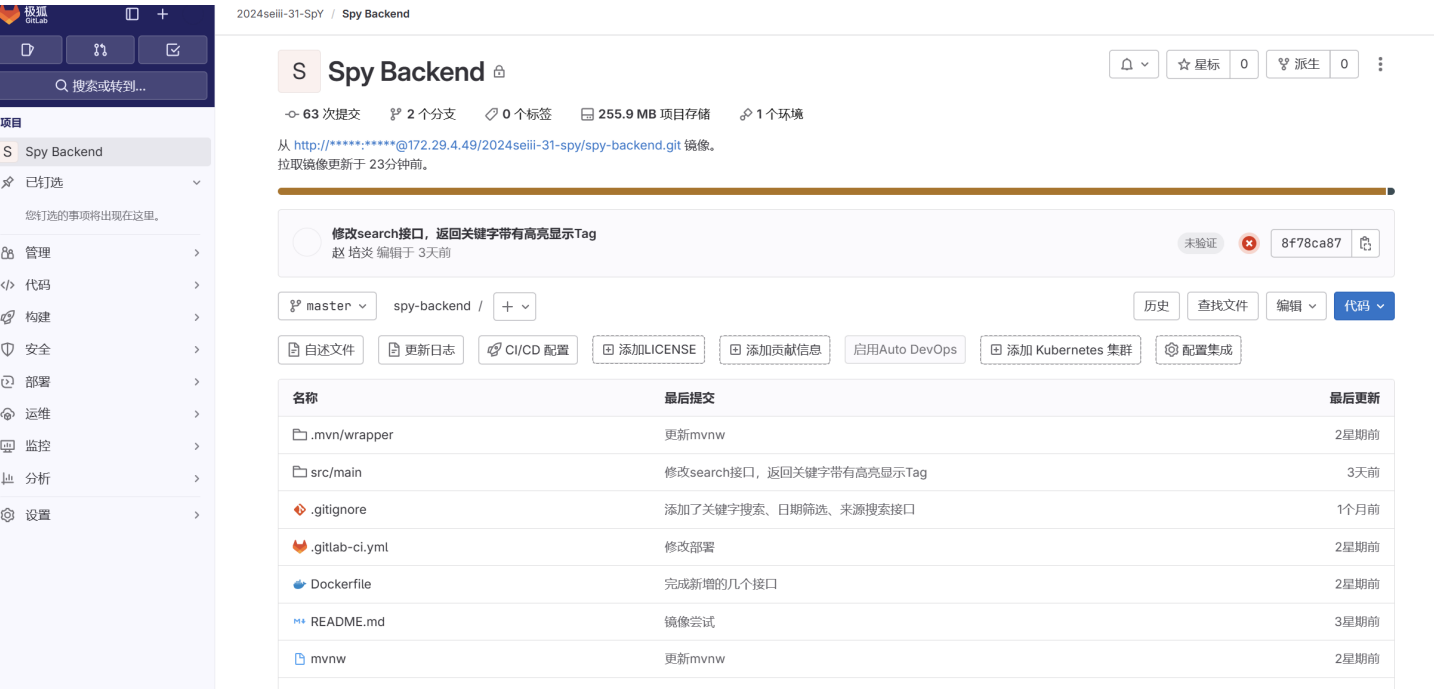 极狐
GitLab
2024seiii-31-SpY / Spy Backend
搜索或转到...
项目
S Spy Backend
已钉选
您钉选的事项将出现在这里。
管理
代码
构建
安全
部署
运维
监控
分析
设置
S Spy Backend
星标 0
派生 0
63 次提交 2 个分支 0 个标签 255.9 MB 项目存储 1 个环境
从 http://*****:*****@172.29.4.49/2024seiii-31-spy/spy-backend.git 镜像。
拉取镜像更新于 23分钟前。
修改search接口，返回关键字带有高亮显示Tag
赵 培炎 编辑于 3天前
未验证 8f78ca87
master spy-backend / + 历史 查找文件 编辑 代码
自述文件 更新日志 CI/CD 配置 添加LICENSE 添加贡献信息 启用Auto DevOps 添加 Kubernetes 集群 配置集成
名称 最后提交 最后更新
.mvn/wrapper 更新mvnw 2星期前
src/main 修改search接口，返回关键字带有高亮显示Tag 3天前
.gitignore 添加了关键字搜索、日期筛选、来源搜索接口 1个月前
.gitlab-ci.yml 修改部署 2星期前
Dockerfile 完成新增的几个接口 2星期前
README.md 镜像尝试 3星期前
mvnw 更新mvnw 2星期前